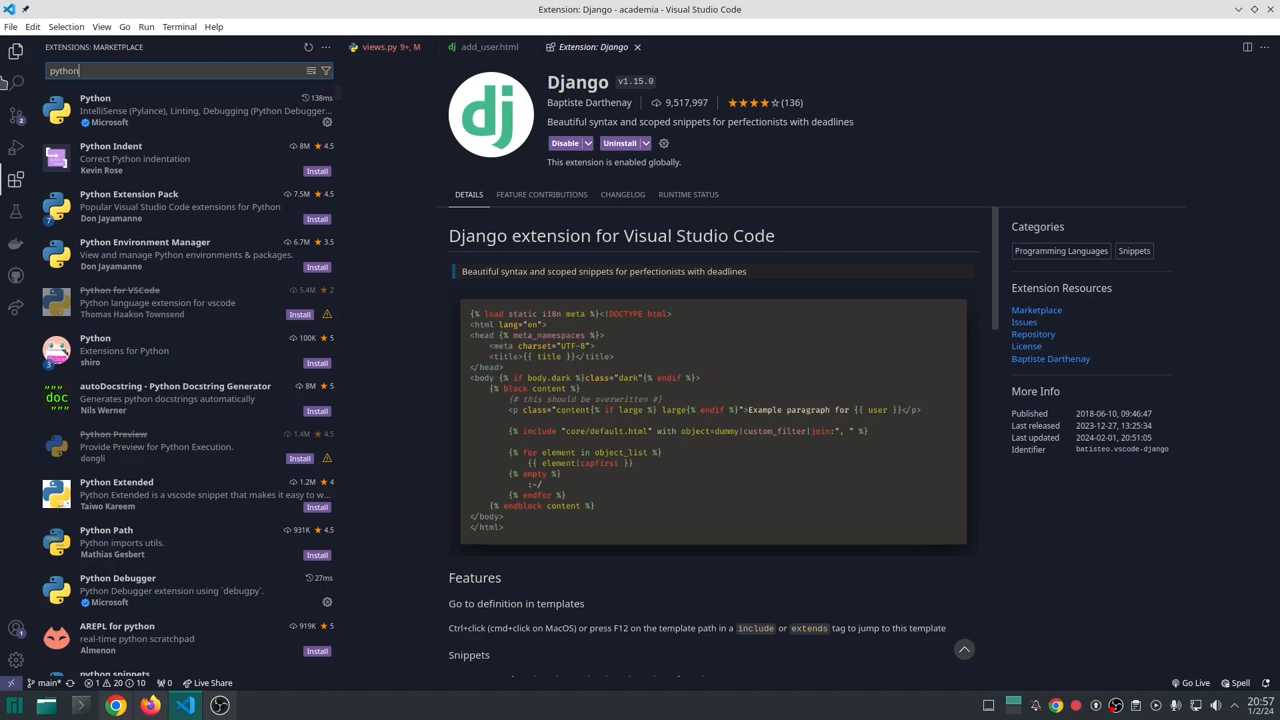 Extension: Django - academia - Visual Studio Code
File Edit Selection View Go Run Terminal Help
EXTENSIONS: MARKETPLACE
views.py 9+, M
add_user.html
Extension: Django
python
Python 138ms
IntelliSense (Pylance), Linting, Debugging (Python Debugger...
Microsoft
Python Indent 8M 4.5
Correct Python indentation
Kevin Rose Install
Python Extension Pack 7.5M 4.5
Popular Visual Studio Code extensions for Python
Don Jayamanne Install
7
Python Environment Manager 6.7M 3.5
View and manage Python environments & packages.
Don Jayamanne Install
Python for VSCode 5.4M 2
Python language extension for vscode
Thomas Haakon Townsend Install
Python 100K 5
Extensions for Python
shiro Install
3
autoDocstring - Python Docstring Generator 8M 5
Generates python docstrings automatically
Nils Werner Install
""" """
doc
Python Preview 1.4M 4.5
Provide Preview for Python Execution.
dongli Install
Python Extended 1.2M 4
Python Extended is a vscode snippet that makes it easy to w...
Taiwo Kareem Install
Python Path 931K 4.5
Python imports utils.
Mathias Gesbert Install
Python Debugger 27ms
Python Debugger extension using `debugpy`.
Microsoft
AREPL for python 919K 5
real-time python scratchpad
Almenon Install
python snippets
dj
Django v1.15.0
Baptiste Darthenay 9,517,997 (136)
Beautiful syntax and scoped snippets for perfectionists with deadlines
Disable Uninstall
This extension is enabled globally.
DETAILS FEATURE CONTRIBUTIONS CHANGELOG RUNTIME STATUS
Django extension for Visual Studio Code
Beautiful syntax and scoped snippets for perfectionists with deadlines
{% load static i18n meta %}<!DOCTYPE html>
<html lang="en">
<head {% meta_namespaces %}>
<meta charset="UTF-8">
<title>{{ title }}</title>
</head>
<body {% if body.dark %}class="dark"{% endif %}>
{% block content %}
{# this should be overwritten #}
<p class="content{% if large %} large{% endif %}">Example paragraph for {{ user }}</p>
{% include "core/default.html" with object=dummy|custom_filter|join:", " %}
{% for element in object_list %}
{{ element|capfirst }}
{% empty %}
:-/
{% endfor %}
{% endblock content %}
</body>
</html>
Features
Go to definition in templates
Ctrl+click (cmd+click on MacOS) or press F12 on the template path in a include or extends tag to jump to this template
Snippets
Categories
Programming Languages Snippets
Extension Resources
Marketplace
Issues
Repository
License
Baptiste Darthenay
More Info
Published 2018-06-10, 09:46:47
Last released 2023-12-27, 13:25:34
Last updated 2024-02-01, 20:51:05
Identifier batisteo.vscode-django
2
1
main* 1 20 10 0 Live Share
Go Live Spell
20:57
1/2/24